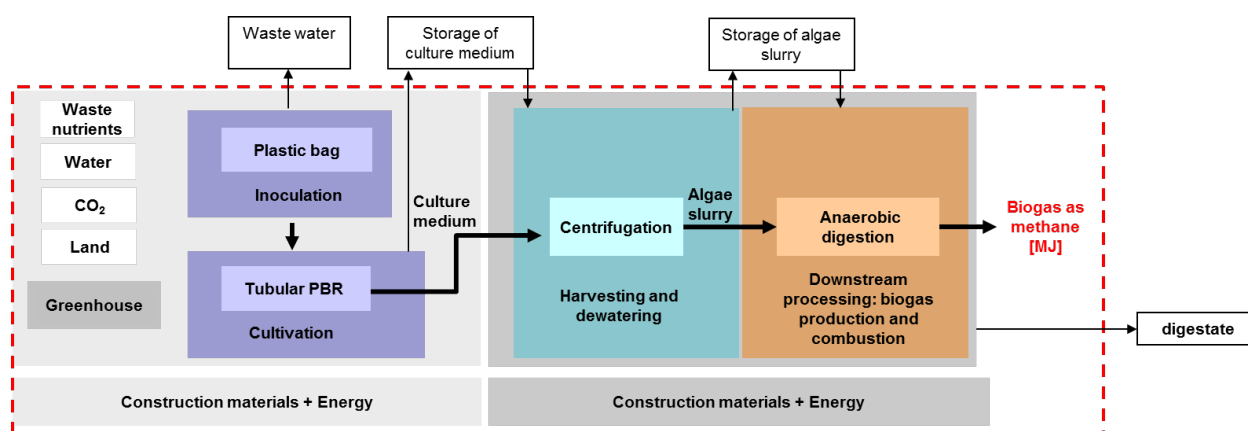 Waste water
Storage of
culture medium
Storage of algae
slurry
Waste
nutrients
Water
CO₂
Land
Greenhouse
Plastic bag
Inoculation
Tubular PBR
Cultivation
Culture
medium
Centrifugation
Harvesting and
dewatering
Algae
slurry
Anaerobic
digestion
Downstream
processing: biogas
production and
combustion
Biogas as
methane
[MJ]
digestate
Construction materials + Energy
Construction materials + Energy